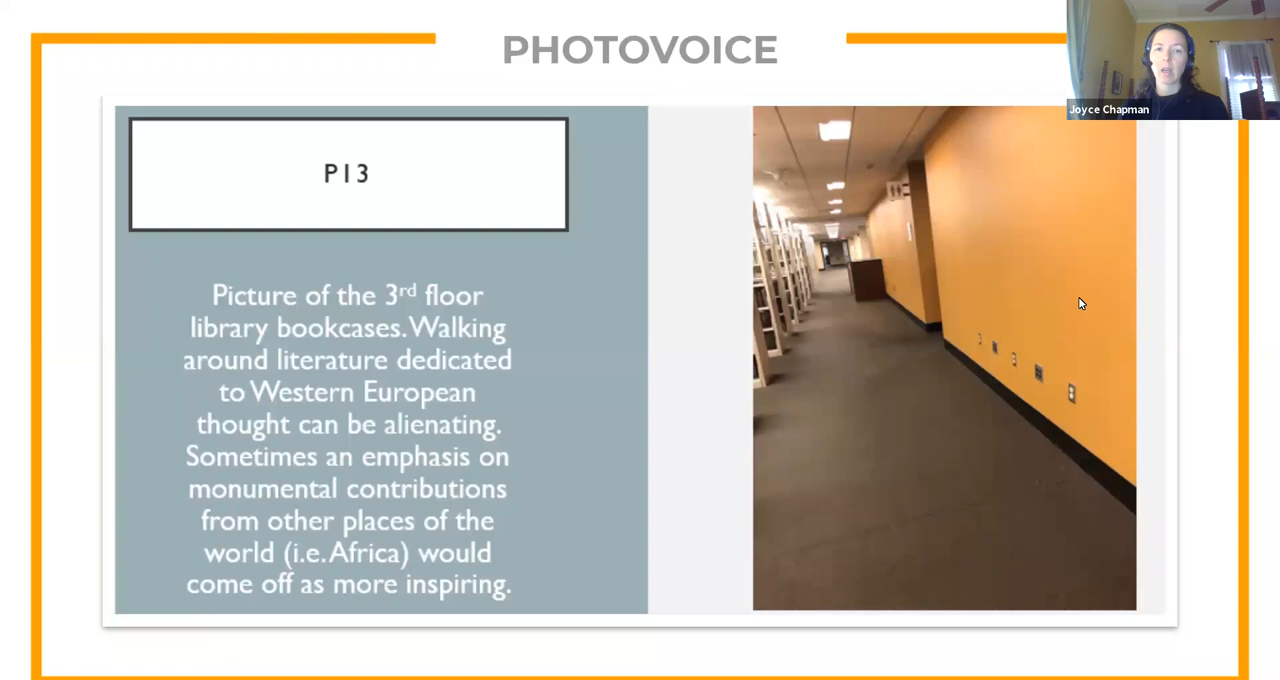 PHOTOVOICE
Joyce Chapman
P13
Picture of the 3rd floor
library bookcases. Walking
around literature dedicated
to Western European
thought can be alienating.
Sometimes an emphasis on
monumental contributions
from other places of the
world (i.e. Africa) would
come off as more inspiring.